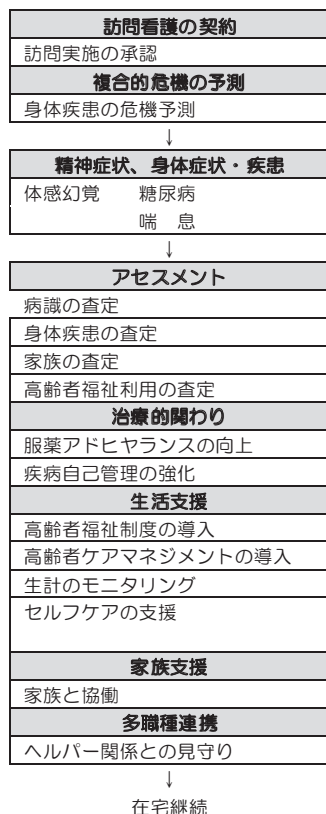 訪問看護の契約
訪問実施の承認
複合的危機の予測
身体疾患の危機予測
↓
精神症状、身体症状・疾患
体感幻覚　　糖尿病
喘　息
↓
アセスメント
病識の査定
身体疾患の査定
家族の査定
高齢者福祉利用の査定
治療的関わり
服薬アドヒヤランスの向上
疾病自己管理の強化
生活支援
高齢者福祉制度の導入
高齢者ケアマネジメントの導入
生計のモニタリング
セルフケアの支援
家族支援
家族と協働
多職種連携
ヘルパー関係との見守り
↓
在宅継続